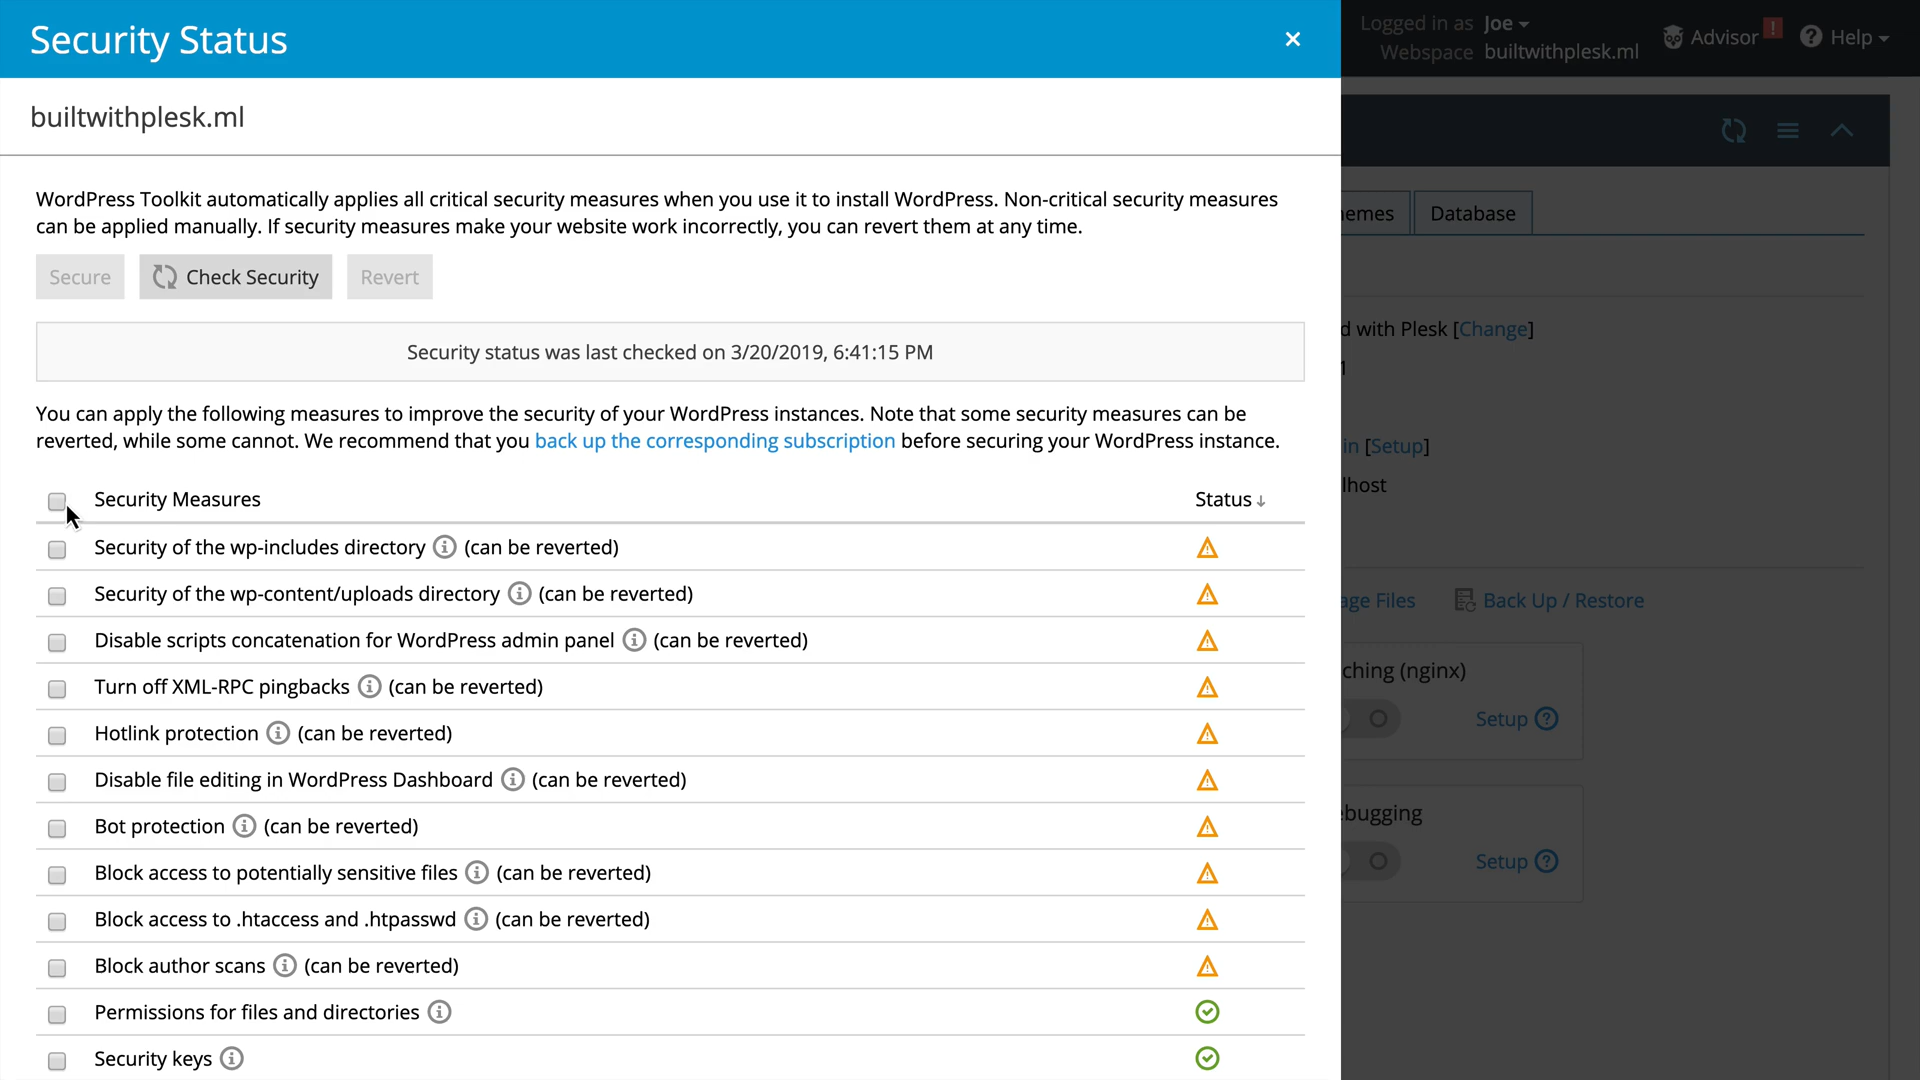 Security Status
×
Logged in as Joe
Webspace builtwithplesk.ml
Advisor !
? Help
builtwithplesk.ml
WordPress Toolkit automatically applies all critical security measures when you use it to install WordPress. Non-critical security measures
can be applied manually. If security measures make your website work incorrectly, you can revert them at any time.
Secure
Check Security
Revert
Security status was last checked on 3/20/2019, 6:41:15 PM
You can apply the following measures to improve the security of your WordPress instances. Note that some security measures can be
reverted, while some cannot. We recommend that you back up the corresponding subscription before securing your WordPress instance.
Security Measures Status ↓
Security of the wp-includes directory (can be reverted)
Security of the wp-content/uploads directory (can be reverted)
Disable scripts concatenation for WordPress admin panel (can be reverted)
Turn off XML-RPC pingbacks (can be reverted)
Hotlink protection (can be reverted)
Disable file editing in WordPress Dashboard (can be reverted)
Bot protection (can be reverted)
Block access to potentially sensitive files (can be reverted)
Block access to .htaccess and .htpasswd (can be reverted)
Block author scans (can be reverted)
Permissions for files and directories
Security keys
emes
Database
d with Plesk [Change]
in [Setup]
lhost
age Files
Back Up / Restore
ching (nginx)
Setup ?
bugging
Setup ?